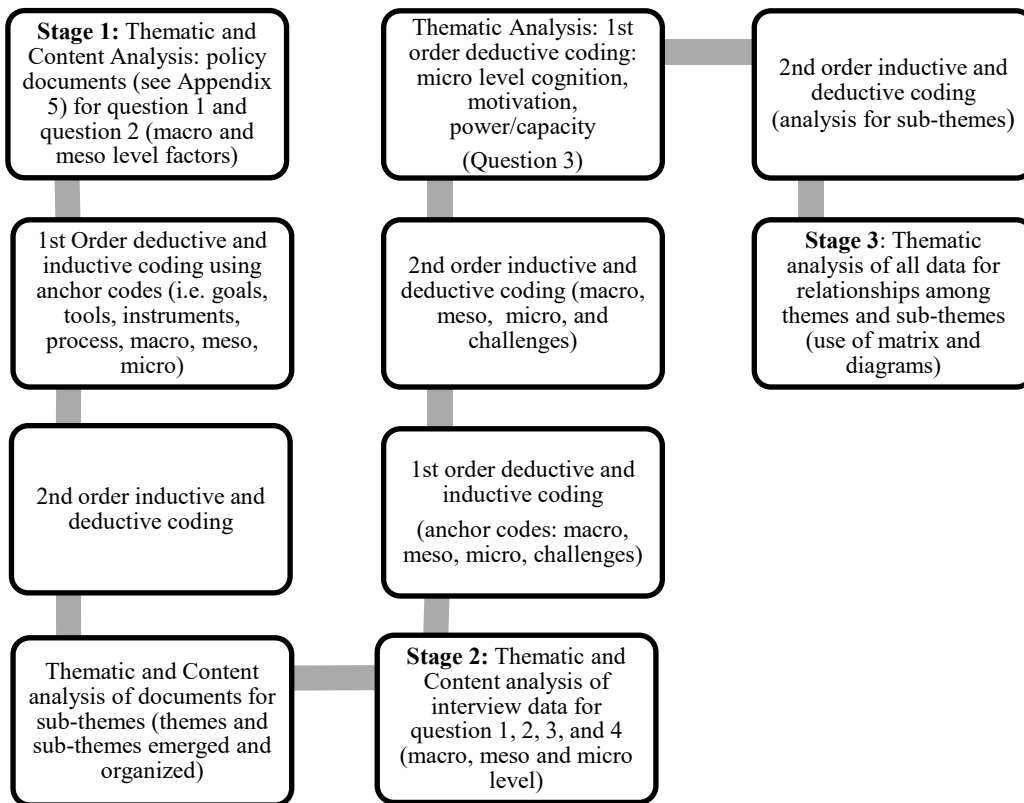 Stage 1: Thematic and
Content Analysis: policy
documents (see Appendix
5) for question 1 and
question 2 (macro and
meso level factors)
1st Order deductive and
inductive coding using
anchor codes (i.e. goals,
tools, instruments,
process, macro, meso,
micro)
2nd order inductive and
deductive coding
Thematic and Content
analysis of documents for
sub-themes (themes and
sub-themes emerged and
organized)
Stage 2: Thematic and
Content analysis of
interview data for
question 1, 2, 3, and 4
(macro, meso and micro
level)
1st order deductive and
inductive coding
(anchor codes: macro,
meso, micro, challenges)
2nd order inductive and
deductive coding (macro,
meso, micro, and
challenges)
Thematic Analysis: 1st
order deductive coding:
micro level cognition,
motivation,
power/capacity
(Question 3)
2nd order inductive and
deductive coding
(analysis for sub-themes)
Stage 3: Thematic
analysis of all data for
relationships among
themes and sub-themes
(use of matrix and
diagrams)